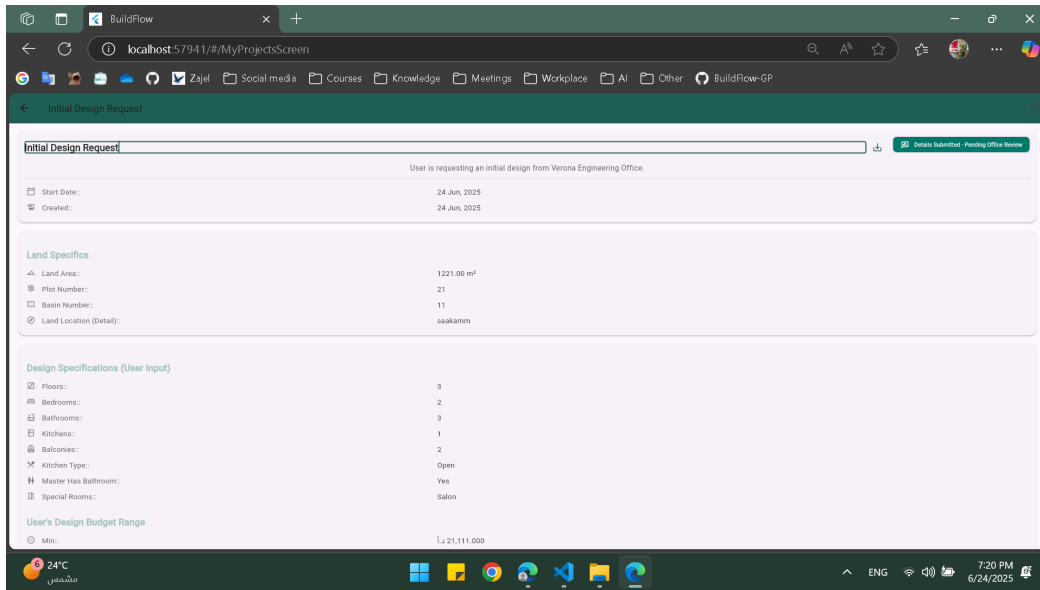 BuildFlow
localhost:57941/#/MyProjectsScreen
Zajel Social media Courses Knowledge Meetings Workplace AI Other BuildFlow-GP
Initial Design Request
Initial Design Request Details Submitted - Pending Office Review
User is requesting an initial design from Verona Engineering Office.
Start Date:: 24 Jun, 2025
Created:: 24 Jun, 2025
Land Specifics
Land Area:: 1221.00 m²
Plot Number:: 21
Basin Number:: 11
Land Location (Detail):: saakamm
Design Specifications (User Input)
Floors:: 3
Bedrooms:: 2
Bathrooms:: 3
Kitchens:: 1
Balconies:: 2
Kitchen Type:: Open
Master Has Bathroom:: Yes
Special Rooms:: Salon
User's Design Budget Range
Min:: د.أ 21,111.000
6 24°C
مشمس
ENG 7:20 PM
6/24/2025